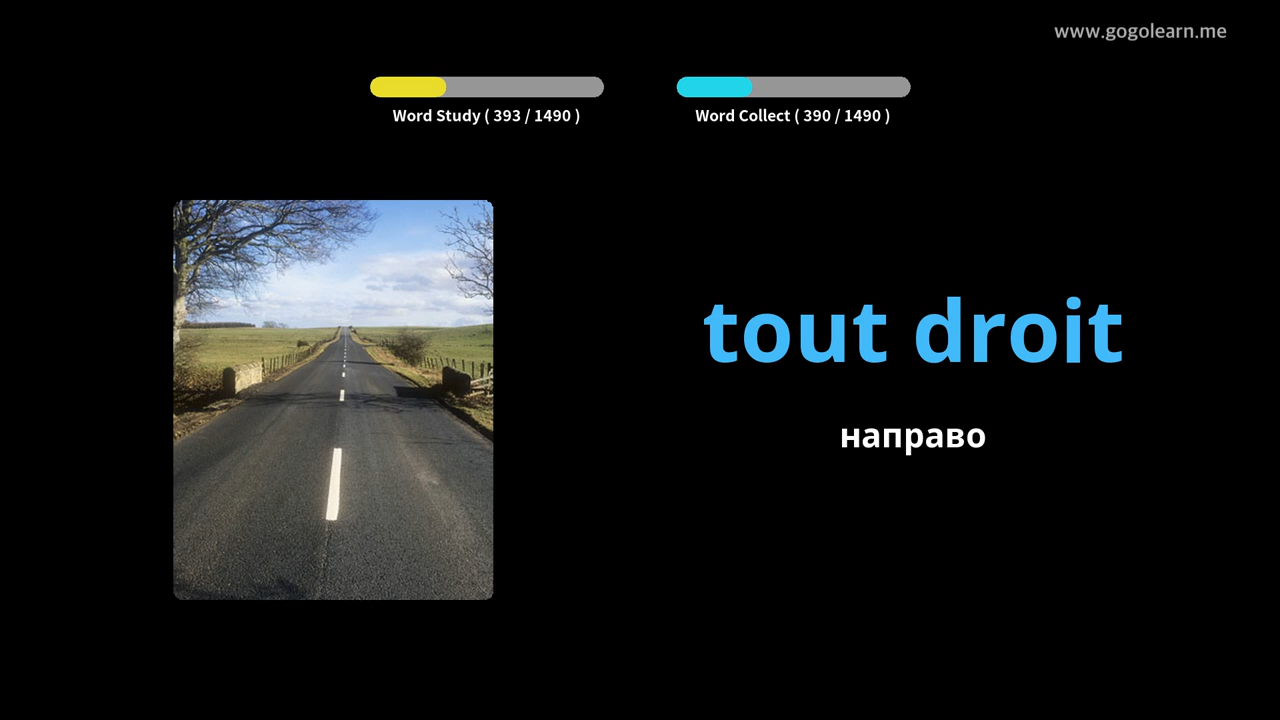 www.gogolearn.me
Word Study ( 393 / 1490 )
Word Collect ( 390 / 1490 )
tout droit
направо